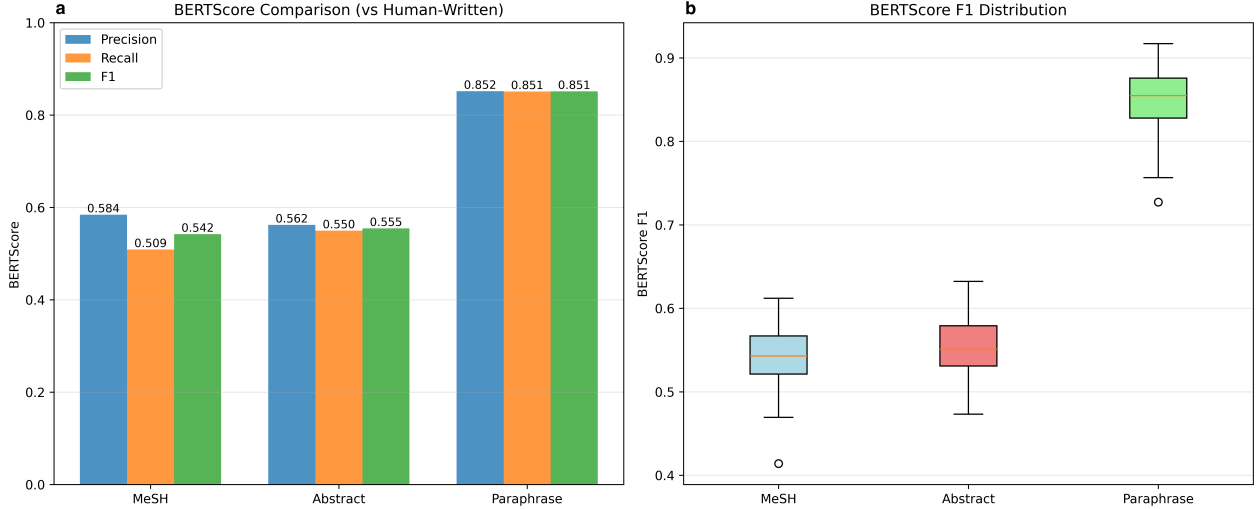 a
BERTScore Comparison (vs Human-Written)
1.0
0.8
0.6
0.4
0.2
0.0
BERTScore
Precision
Recall
F1
0.584
0.509
0.542
0.562
0.550
0.555
0.852
0.851
0.851
MeSH
Abstract
Paraphrase
b
BERTScore F1 Distribution
0.9
0.8
0.7
0.6
0.5
0.4
BERTScore F1
MeSH
Abstract
Paraphrase